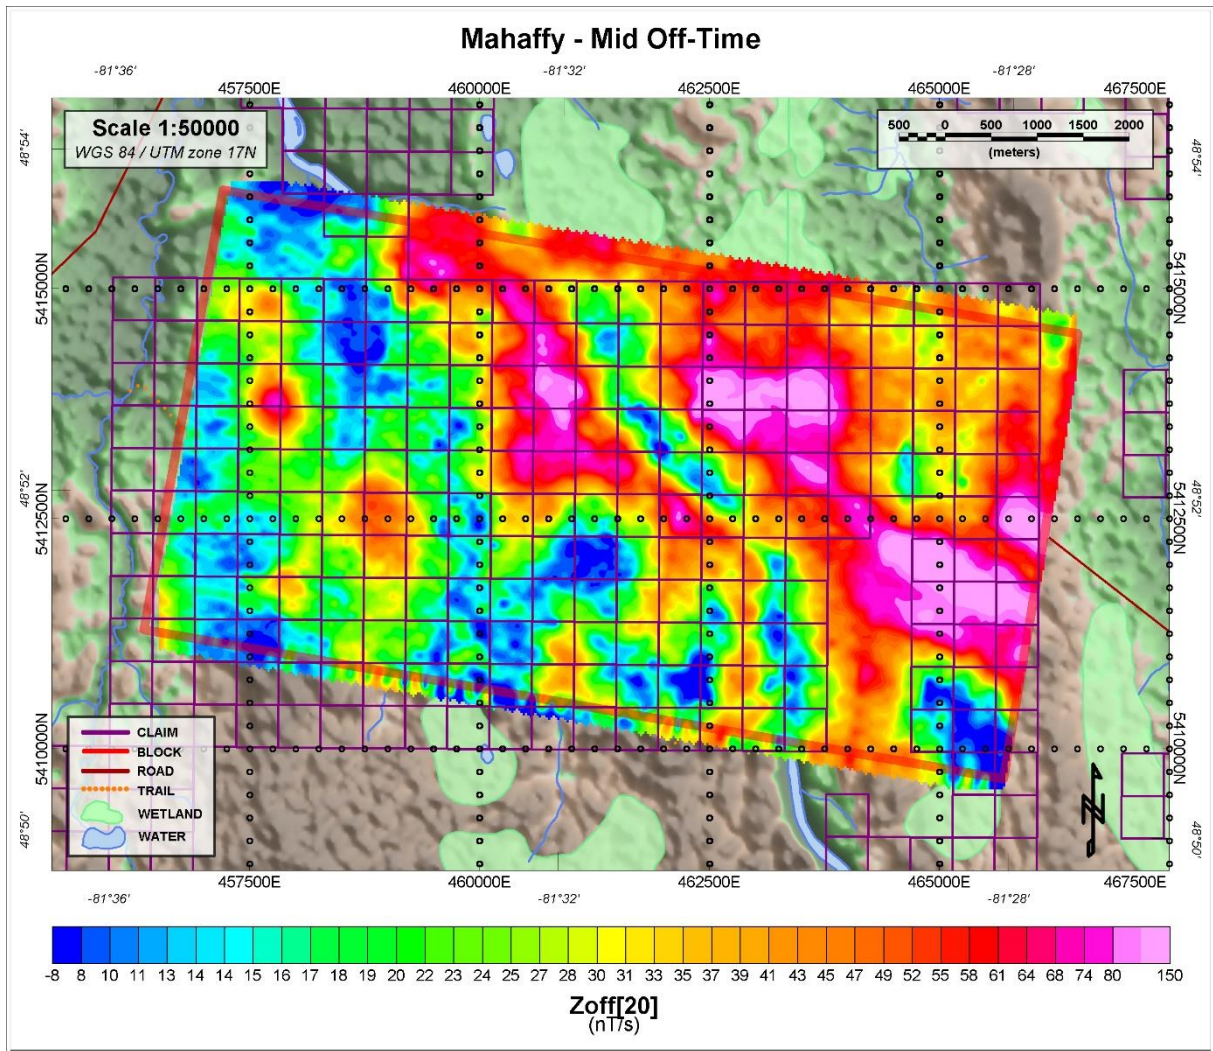 Mahaffy - Mid Off-Time
-81°36' -81°32' -81°28'
457500E 460000E 462500E 465000E 467500E
Scale 1:50000
WGS 84 / UTM zone 17N
500 0 500 1000 1500 2000
(meters)
48°54' 48°54'
5415000N 5415000N
48°52' 48°52'
5412500N 5412500N
5410000N 5410000N
CLAIM
BLOCK
ROAD
TRAIL
WETLAND
WATER
N
48°50' 48°50'
457500E 460000E 462500E 465000E 467500E
-81°36' -81°32' -81°28'
-8 8 10 11 13 14 14 15 16 17 18 19 20 22 23 25 27 28 30 31 33 35 37 39 41 43 45 47 49 52 55 58 61 64 68 74 80 150
Zoff[20]
(nT/s)